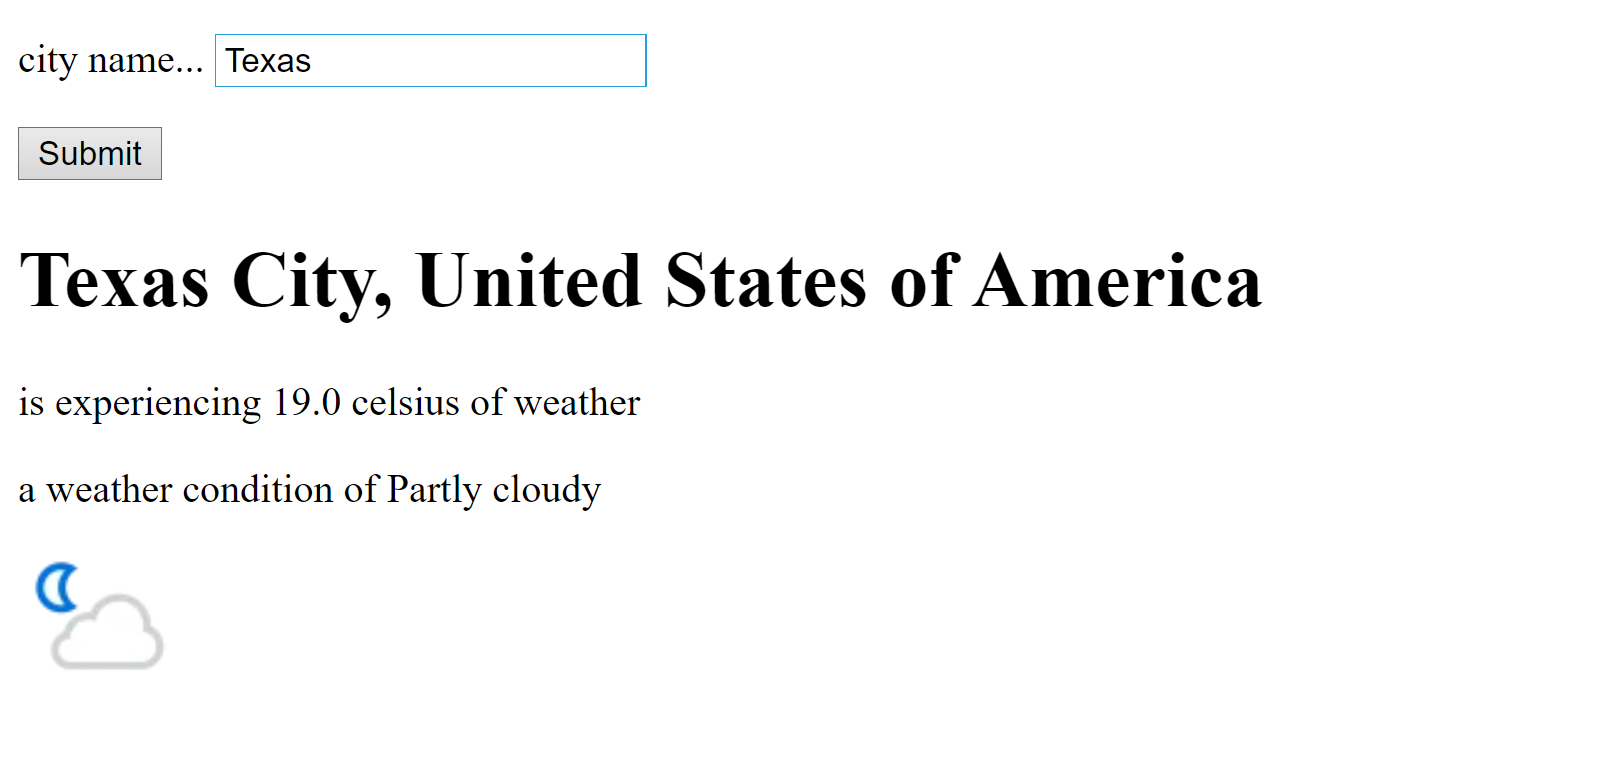 city name... Texas
Submit
Texas City, United States of America
is experiencing 19.0 celsius of weather
a weather condition of Partly cloudy